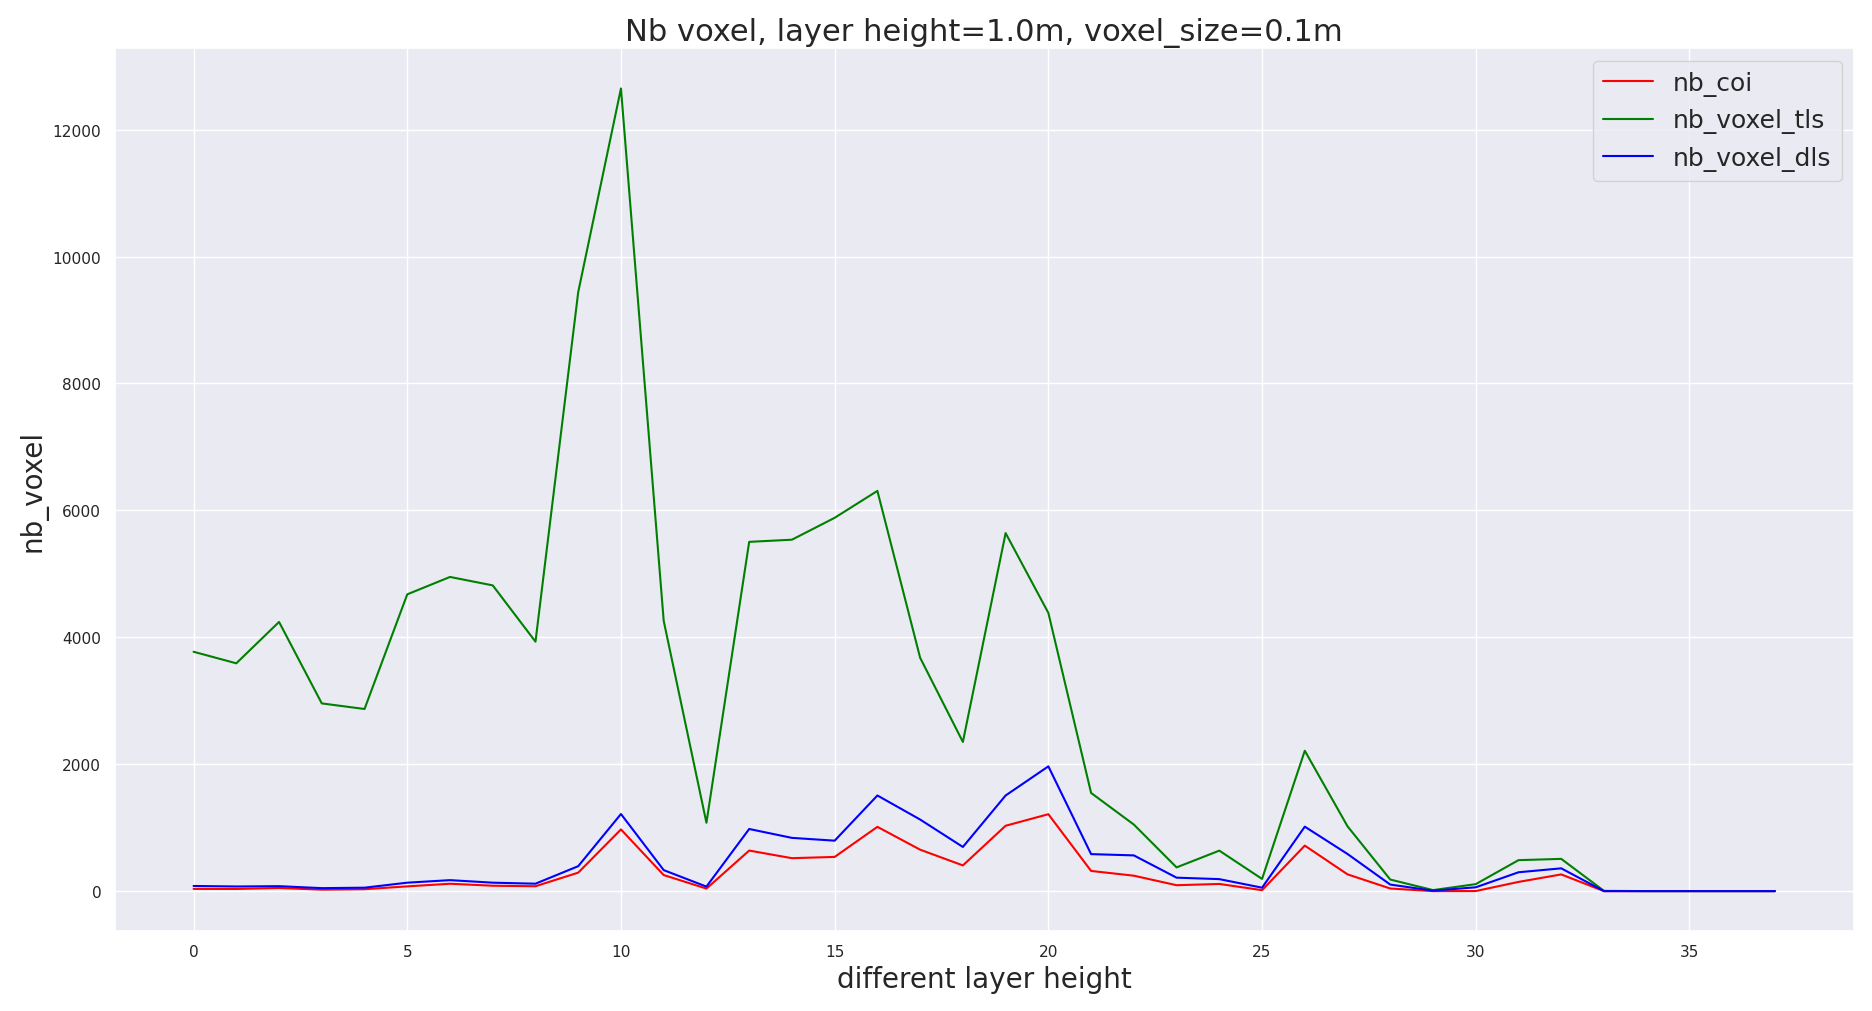 Nb voxel, layer height=1.0m, voxel_size=0.1m
nb_coi
nb_voxel_tls
nb_voxel_dls
12000
10000
8000
6000
4000
2000
0
nb_voxel
0 5 10 15 20 25 30 35
different layer height